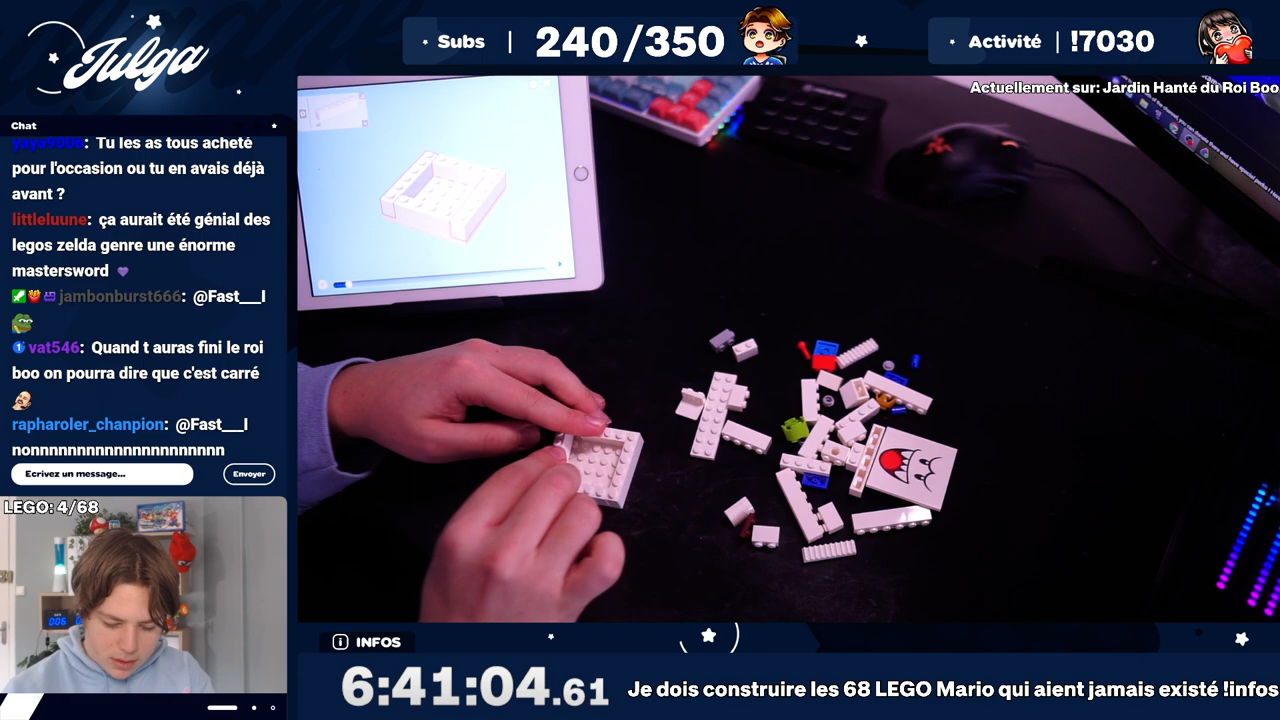 Julga
Subs | 240/350
Activité | !7030
Actuellement sur: Jardin Hanté du Roi Boo
Chat
yaya9006: Tu les as tous acheté
pour l'occasion ou tu en avais déjà
avant ?
littleluune: ça aurait été génial des
legos zelda genre une énorme
mastersword
jambonburst666: @Fast___l
vat546: Quand t auras fini le roi
boo on pourra dire que c'est carré
rapharoler_chanpion: @Fast___l
nonnnnnnnnnnnnnnnnnnnn
Ecrivez un message...
Envoyer
LEGO: 4/68
INFOS
6:41:04.61
Je dois construire les 68 LEGO Mario qui aient jamais existé !infos